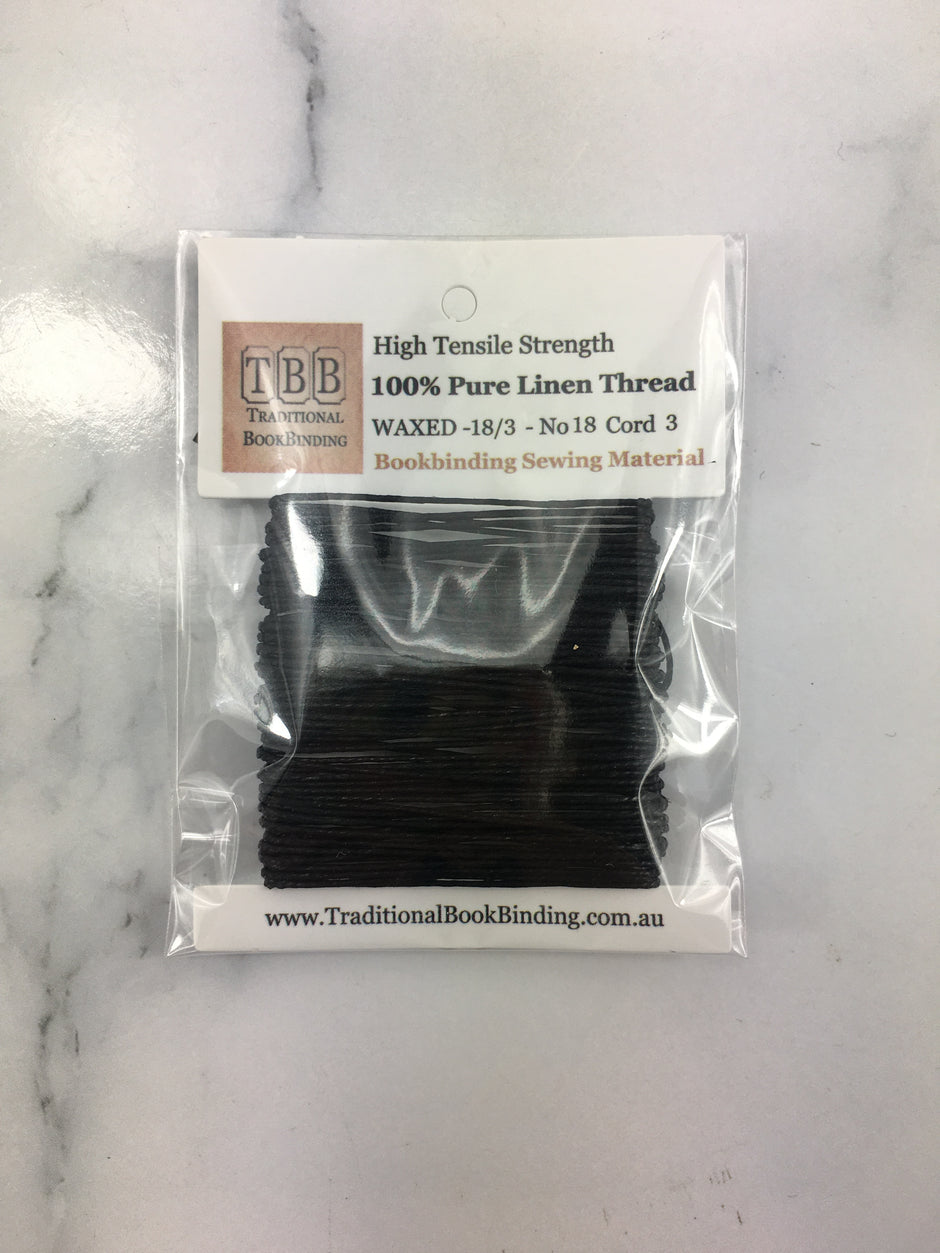 TBB
TRADITIONAL
BOOKBINDING
High Tensile Strength
100% Pure Linen Thread
WAXED -18/3 - No 18 Cord 3
Bookbinding Sewing Material
www.TraditionalBookBinding.com.au